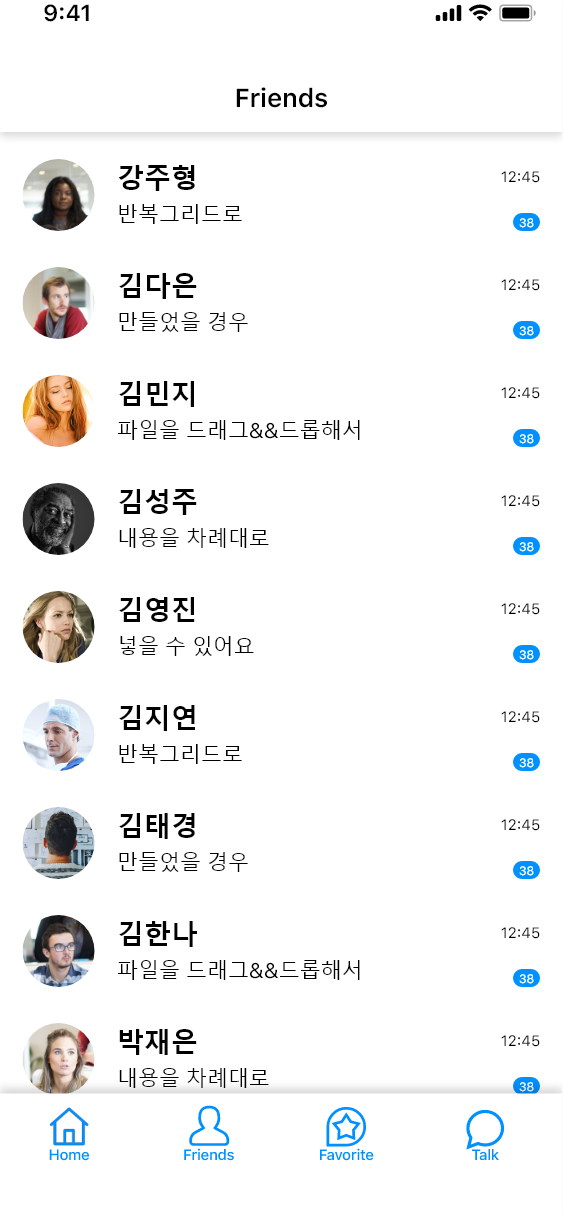 9:41
Friends
강주형 12:45
반복그리드로 38
김다은 12:45
만들었을 경우 38
김민지 12:45
파일을 드래그&&드롭해서 38
김성주 12:45
내용을 차례대로 38
김영진 12:45
넣을 수 있어요 38
김지연 12:45
반복그리드로 38
김태경 12:45
만들었을 경우 38
김한나 12:45
파일을 드래그&&드롭해서 38
박재은 12:45
내용을 차례대로 38
Home Friends Favorite Talk